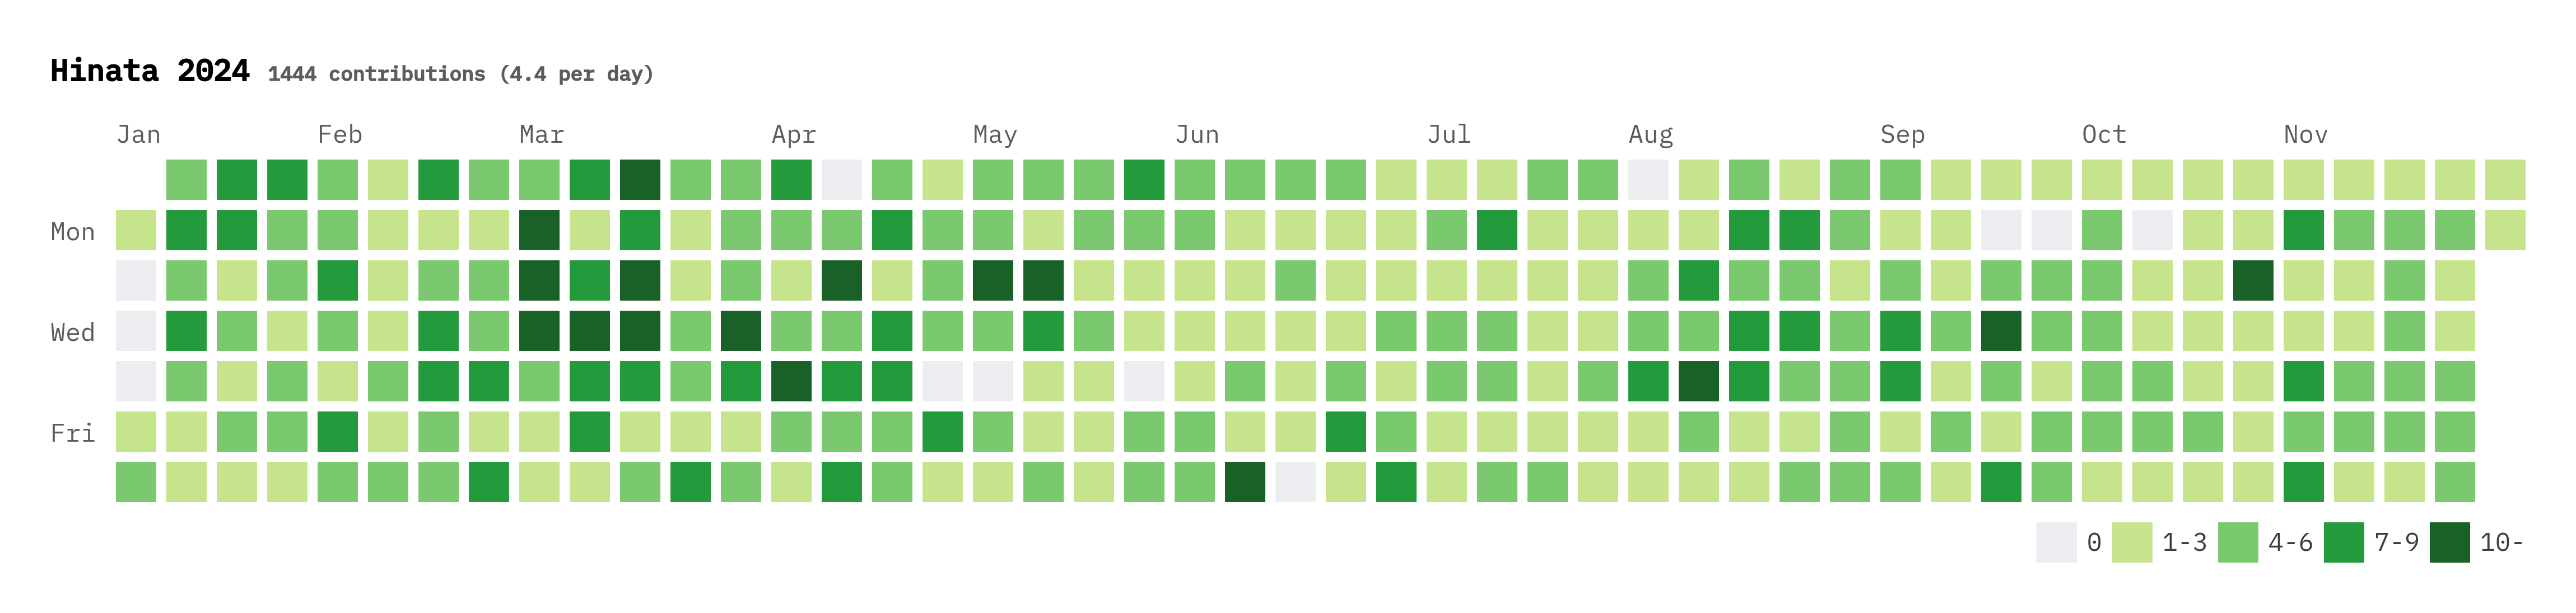 Hinata 2024 1444 contributions (4.4 per day)
Jan Feb Mar Apr May Jun Jul Aug Sep Oct Nov
Mon
Wed
Fri
0 1-3 4-6 7-9 10-